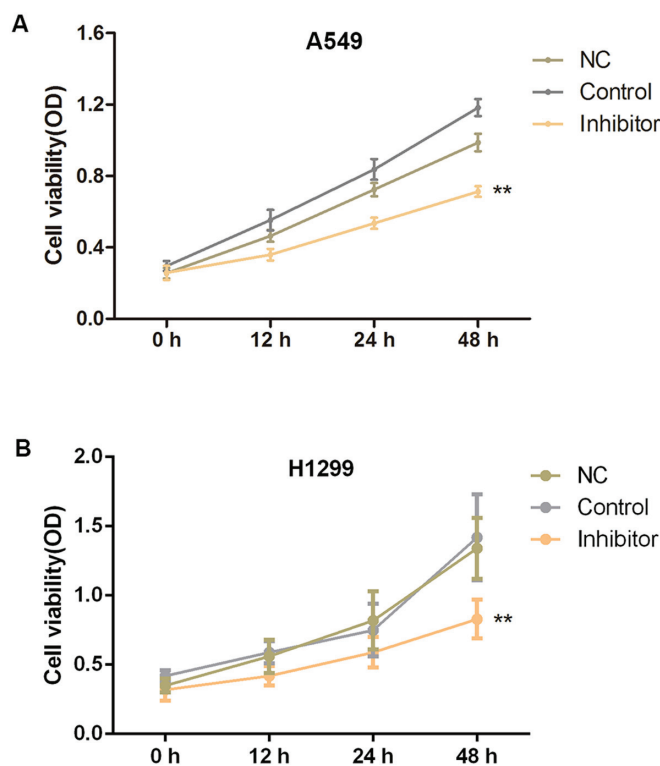 A
A549
Cell viability(OD)
1.6
1.2
0.8
0.4
0.0
0 h 12 h 24 h 48 h
NC
Control
Inhibitor
**
B
H1299
Cell viability(OD)
2.0
1.5
1.0
0.5
0.0
0 h 12 h 24 h 48 h
NC
Control
Inhibitor
**